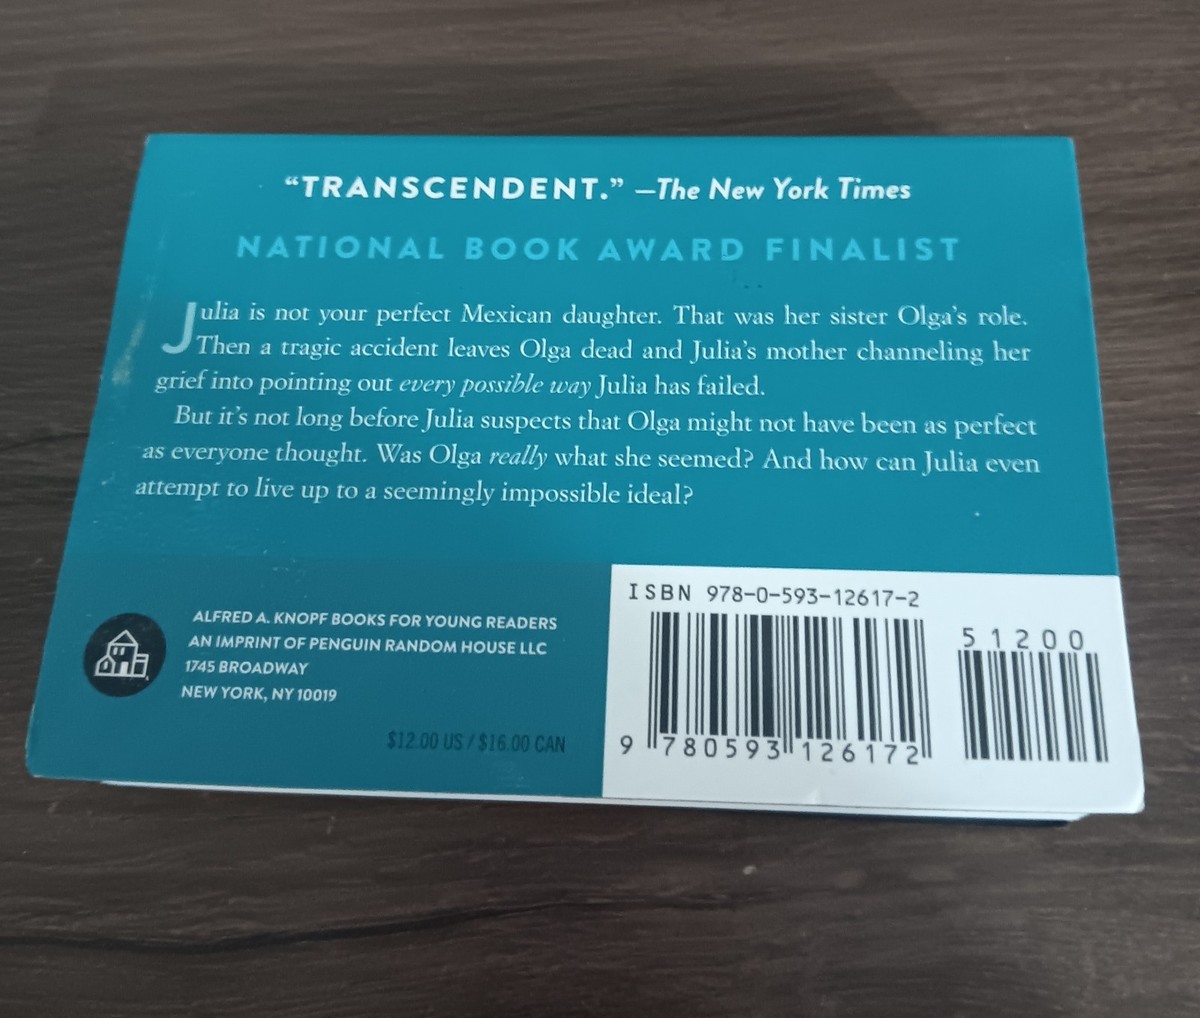 “TRANSCENDENT.” —The New York Times
NATIONAL BOOK AWARD FINALIST
Julia is not your perfect Mexican daughter. That was her sister Olga’s role.
Then a tragic accident leaves Olga dead and Julia’s mother channeling her
grief into pointing out every possible way Julia has failed.
But it’s not long before Julia suspects that Olga might not have been as perfect
as everyone thought. Was Olga really what she seemed? And how can Julia even
attempt to live up to a seemingly impossible ideal?
ALFRED A. KNOPF BOOKS FOR YOUNG READERS
AN IMPRINT OF PENGUIN RANDOM HOUSE LLC
1745 BROADWAY
NEW YORK, NY 10019
$12.00 US / $16.00 CAN
ISBN 978-0-593-12617-2
51200
9 780593 126172